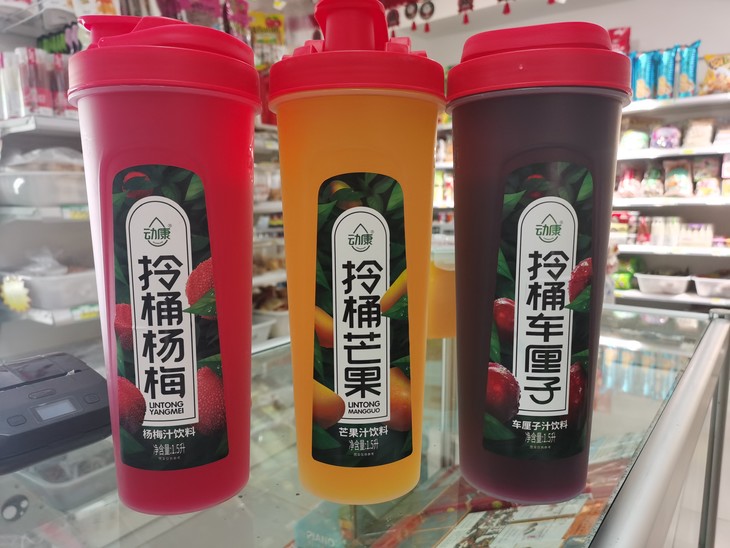 动康
拎桶杨梅
LINTONG
YANGMEI
杨梅汁饮料
净含量:1.5升
动康
拎桶芒果
LINTONG
MANGGUO
芒果汁饮料
净含量:1.5升
动康
拎桶车厘子
车厘子汁饮料
净含量:1.5升